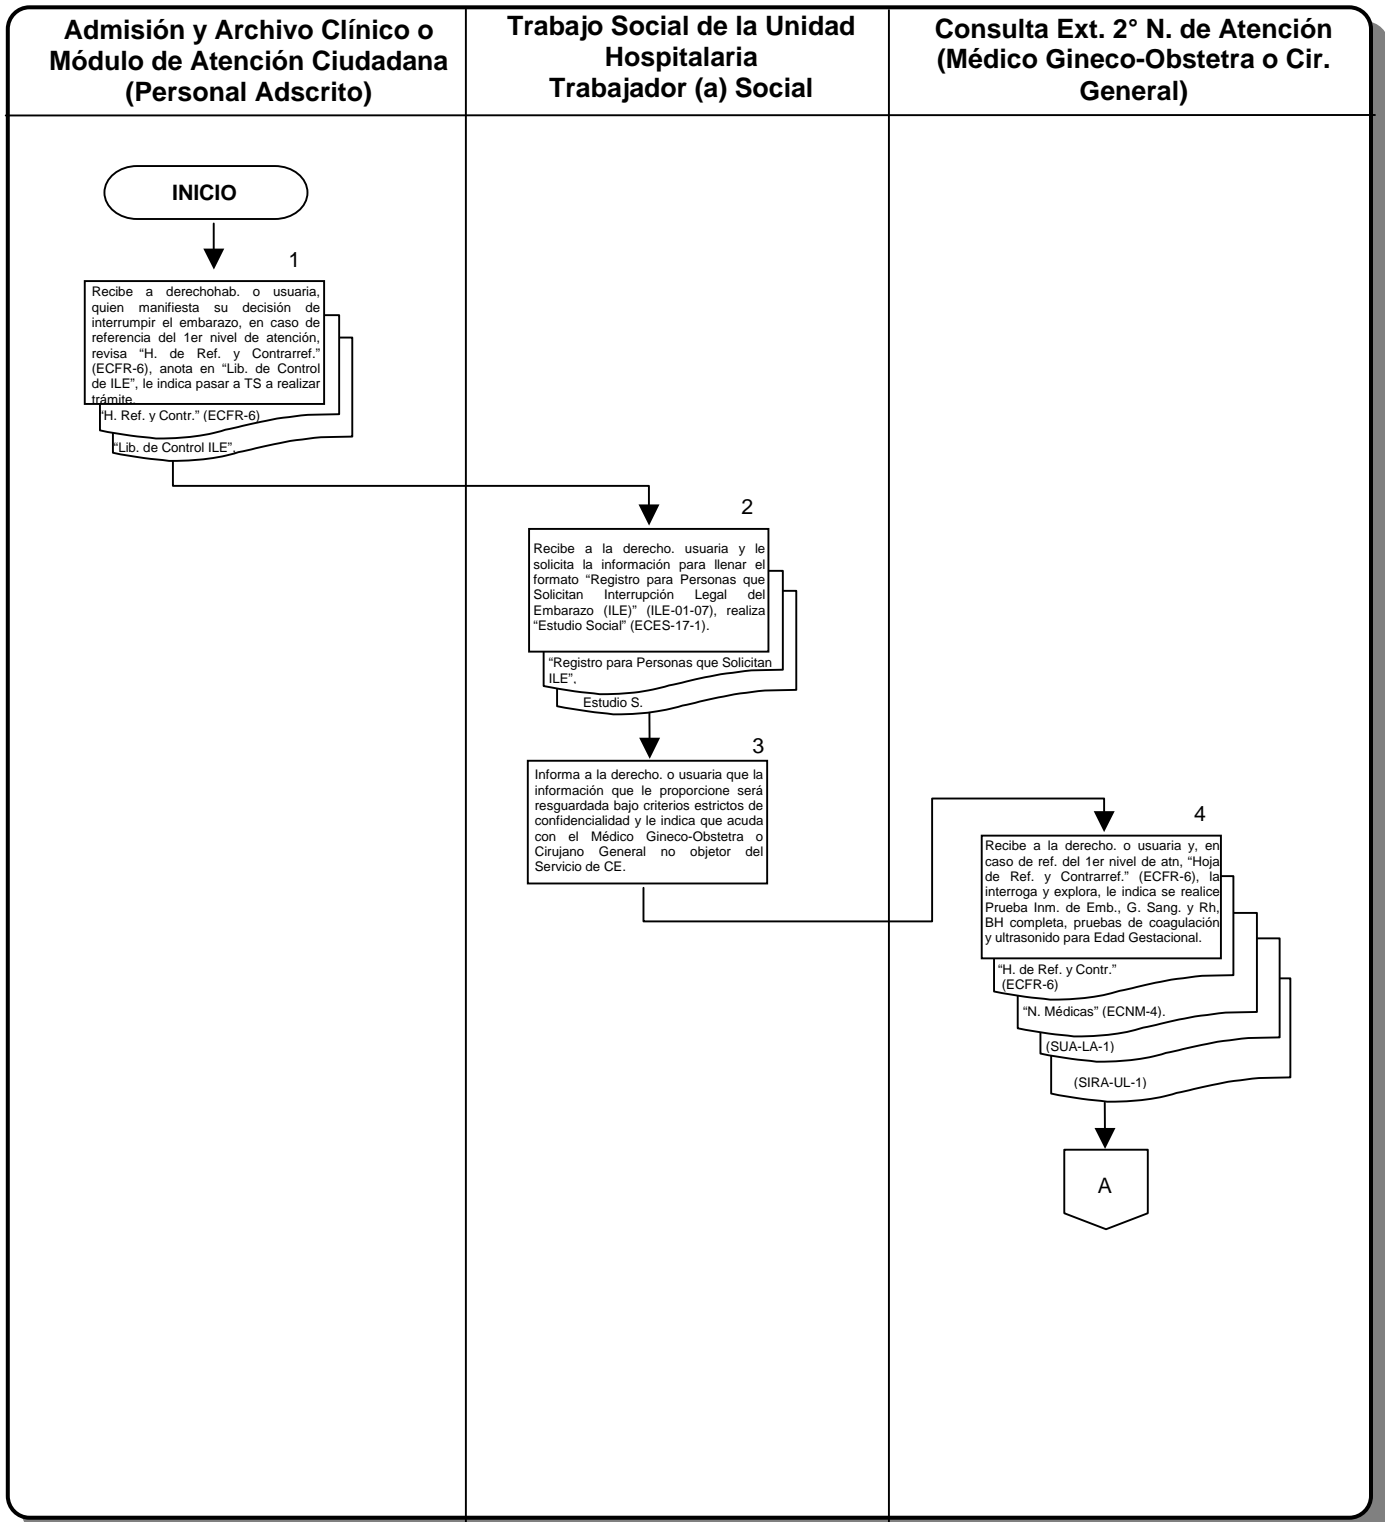 Admisión y Archivo Clínico o
Módulo de Atención Ciudadana
(Personal Adscrito)
Trabajo Social de la Unidad
Hospitalaria
Trabajador (a) Social
Consulta Ext. 2° N. de Atención
(Médico Gineco-Obstetra o Cir.
General)
INICIO
1
Recibe a derechohab. o usuaria,
quien manifiesta su decisión de
interrumpir el embarazo, en caso de
referencia del 1er nivel de atención,
revisa “H. de Ref. y Contrarref.”
(ECFR-6), anota en “Lib. de Control
de ILE”, le indica pasar a TS a realizar
trámite.
“H. Ref. y Contr.” (ECFR-6)
“Lib. de Control ILE”,
2
Recibe a la derecho. usuaria y le
solicita la información para llenar el
formato “Registro para Personas que
Solicitan Interrupción Legal del
Embarazo (ILE)” (ILE-01-07), realiza
“Estudio Social” (ECES-17-1).
“Registro para Personas que Solicitan
ILE”,
Estudio S.
3
Informa a la derecho. o usuaria que la
información que le proporcione será
resguardada bajo criterios estrictos de
confidencialidad y le indica que acuda
con el Médico Gineco-Obstetra o
Cirujano General no objetor del
Servicio de CE.
4
Recibe a la derecho. o usuaria y, en
caso de ref. del 1er nivel de atn, “Hoja
de Ref. y Contrarref.” (ECFR-6), la
interroga y explora, le indica se realice
Prueba Inm. de Emb., G. Sang. y Rh,
BH completa, pruebas de coagulación
y ultrasonido para Edad Gestacional.
“H. de Ref. y Contr.”
(ECFR-6)
“N. Médicas” (ECNM-4).
(SUA-LA-1)
(SIRA-UL-1)
A